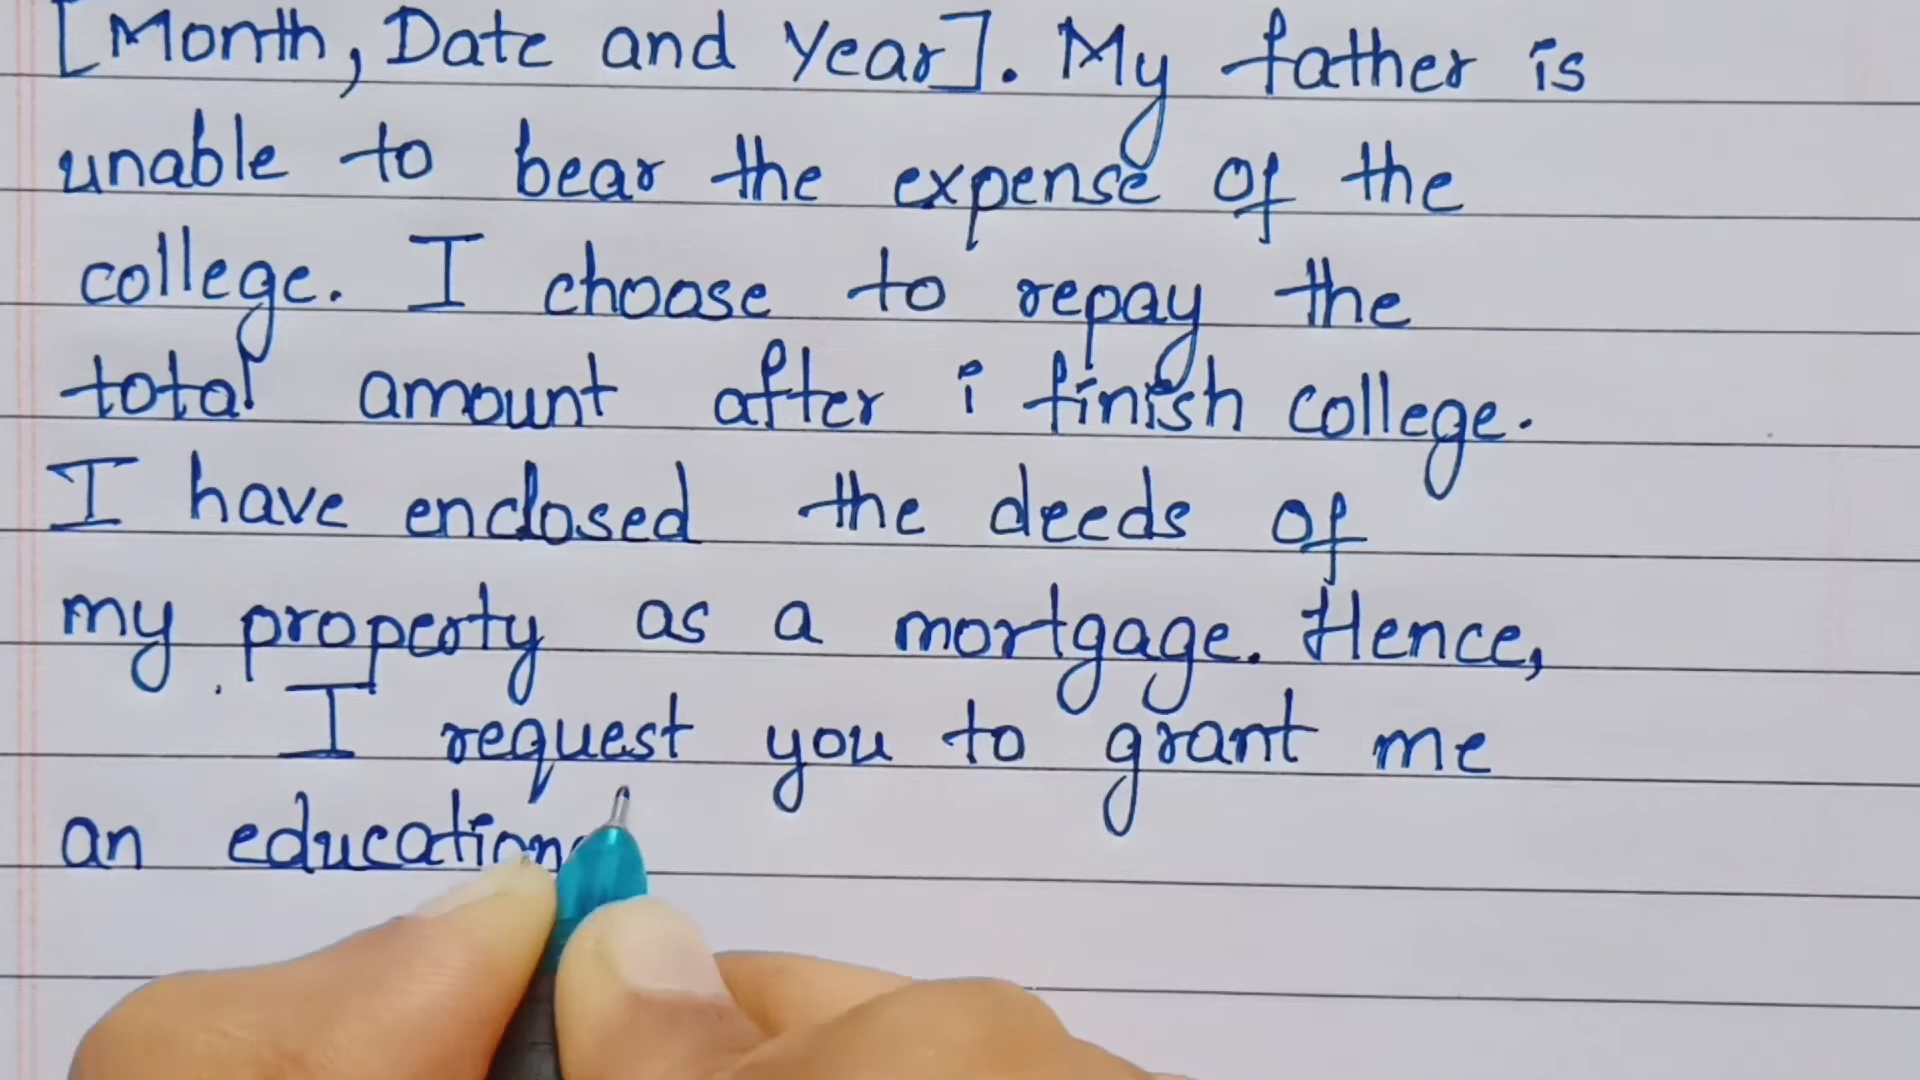 [Month, Date and Year]. My father is
unable to bear the expense of the
college. I choose to repay the
total amount after i finish college.
I have enclosed the deeds of
my property as a mortgage. Hence,
I request you to grant me
an